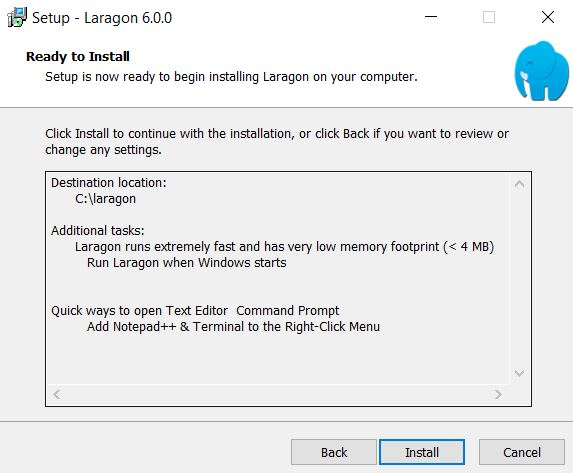 Setup - Laragon 6.0.0
Ready to Install
Setup is now ready to begin installing Laragon on your computer.
Click Install to continue with the installation, or click Back if you want to review or
change any settings.
Destination location:
C:\laragon
Additional tasks:
Laragon runs extremely fast and has very low memory footprint (< 4 MB)
Run Laragon when Windows starts
Quick ways to open Text Editor  Command Prompt
Add Notepad++ & Terminal to the Right-Click Menu
Back
Install
Cancel